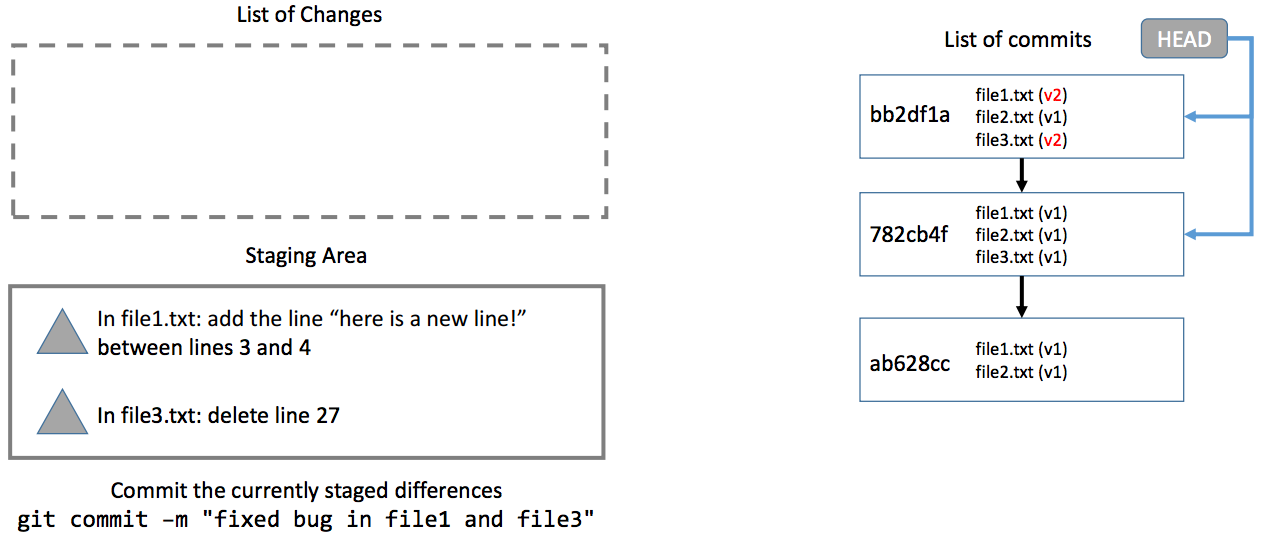 List of Changes
Staging Area
In file1.txt: add the line “here is a new line!”
between lines 3 and 4
In file3.txt: delete line 27
Commit the currently staged differences
git commit –m "fixed bug in file1 and file3"
List of commits
HEAD
bb2df1a
file1.txt (v2)
file2.txt (v1)
file3.txt (v2)
782cb4f
file1.txt (v1)
file2.txt (v1)
file3.txt (v1)
ab628cc
file1.txt (v1)
file2.txt (v1)